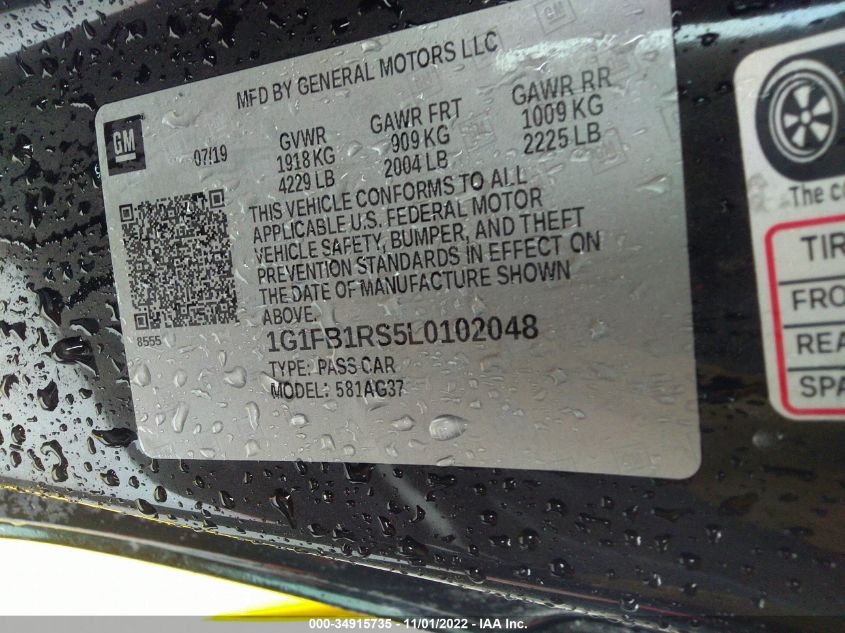 MFD BY GENERAL MOTORS LLC
GM
07/19
GVWR
1918 KG
4229 LB
GAWR FRT
909 KG
2004 LB
GAWR RR
1009 KG
2225 LB
THIS VEHICLE CONFORMS TO ALL
APPLICABLE U.S. FEDERAL MOTOR
VEHICLE SAFETY, BUMPER, AND THEFT
PREVENTION STANDARDS IN EFFECT ON
THE DATE OF MANUFACTURE SHOWN
ABOVE.
8555
1G1FB1RS5L0102048
TYPE: PASS CAR
MODEL: 581AG37
The co
TIR
FRO
REA
SPA
000-34915735 - 11/01/2022 - IAA Inc.